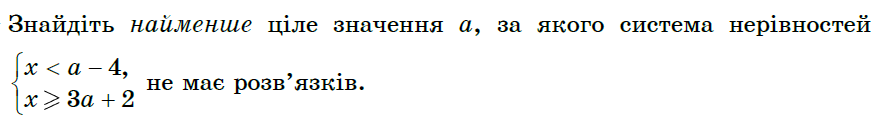 Знайдіть найменше ціле значення a, за якого система нерівностей
{x < a − 4,
x ⩾ 3a + 2 не має розв’язків.